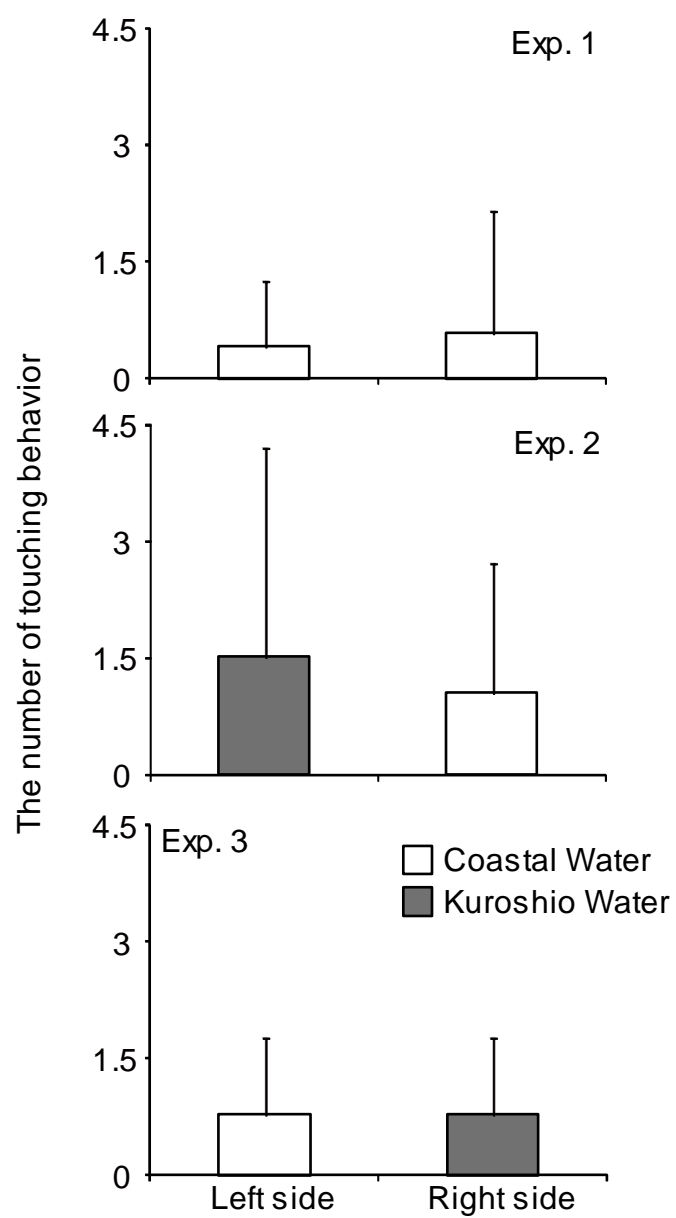 The number of touching behavior
Exp. 1
4.5
3
1.5
0
Exp. 2
4.5
3
1.5
0
Exp. 3
4.5
3
1.5
0
Coastal Water
Kuroshio Water
Left side Right side